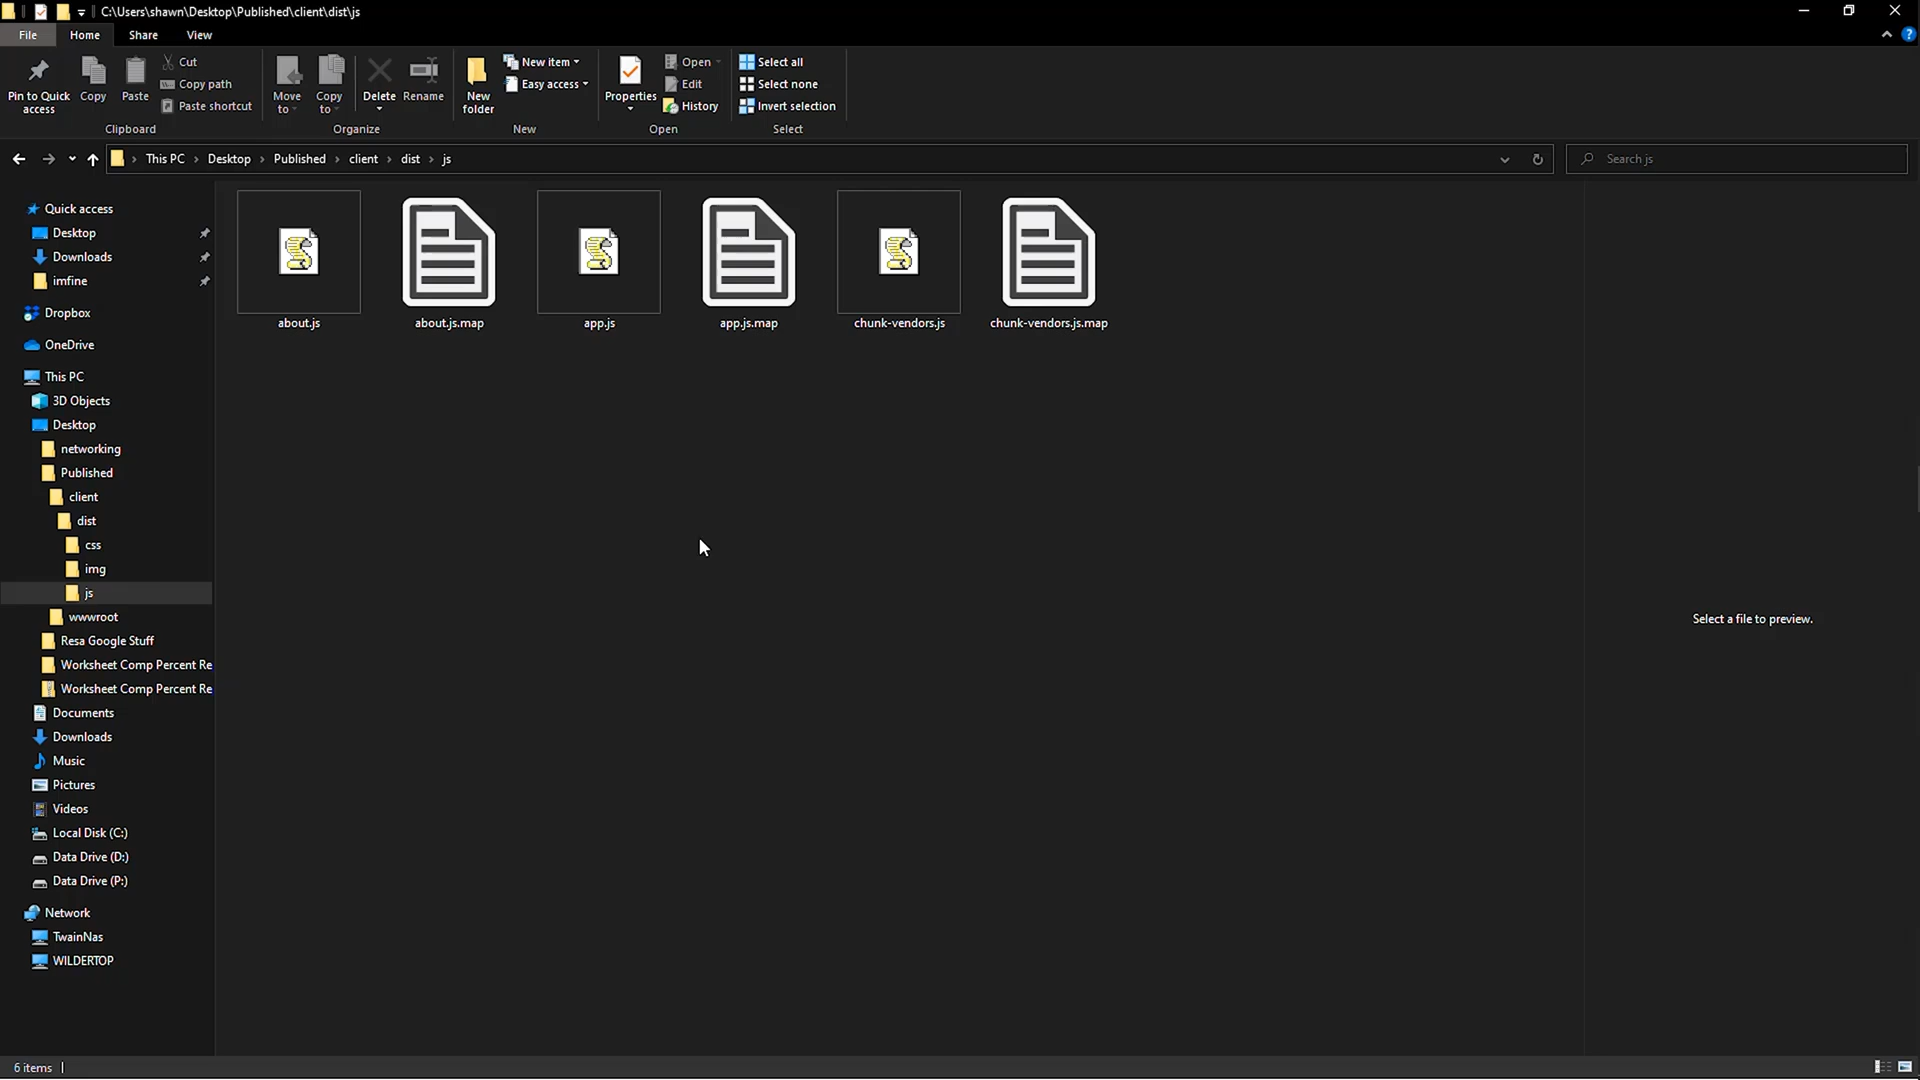 C:\Users\shawn\Desktop\Published\client\dist\js
File
Home
Share
View
Pin to Quick
access
Copy
Paste
Cut
Copy path
Paste shortcut
Clipboard
Move
to
Copy
to
Delete
Rename
Organize
New
folder
New item
Easy access
New
Properties
Open
Edit
History
Open
Select all
Select none
Invert selection
Select
This PC
Desktop
Published
client
dist
js
Search js
Quick access
Desktop
Downloads
imfine
Dropbox
OneDrive
This PC
3D Objects
Desktop
networking
Published
client
dist
css
img
js
wwwroot
Resa Google Stuff
Worksheet Comp Percent Re
Worksheet Comp Percent Re
Documents
Downloads
Music
Pictures
Videos
Local Disk (C:)
Data Drive (D:)
Data Drive (P:)
Network
TwainNas
WILDERTOP
about.js
about.js.map
app.js
app.js.map
chunk-vendors.js
chunk-vendors.js.map
Select a file to preview.
6 items